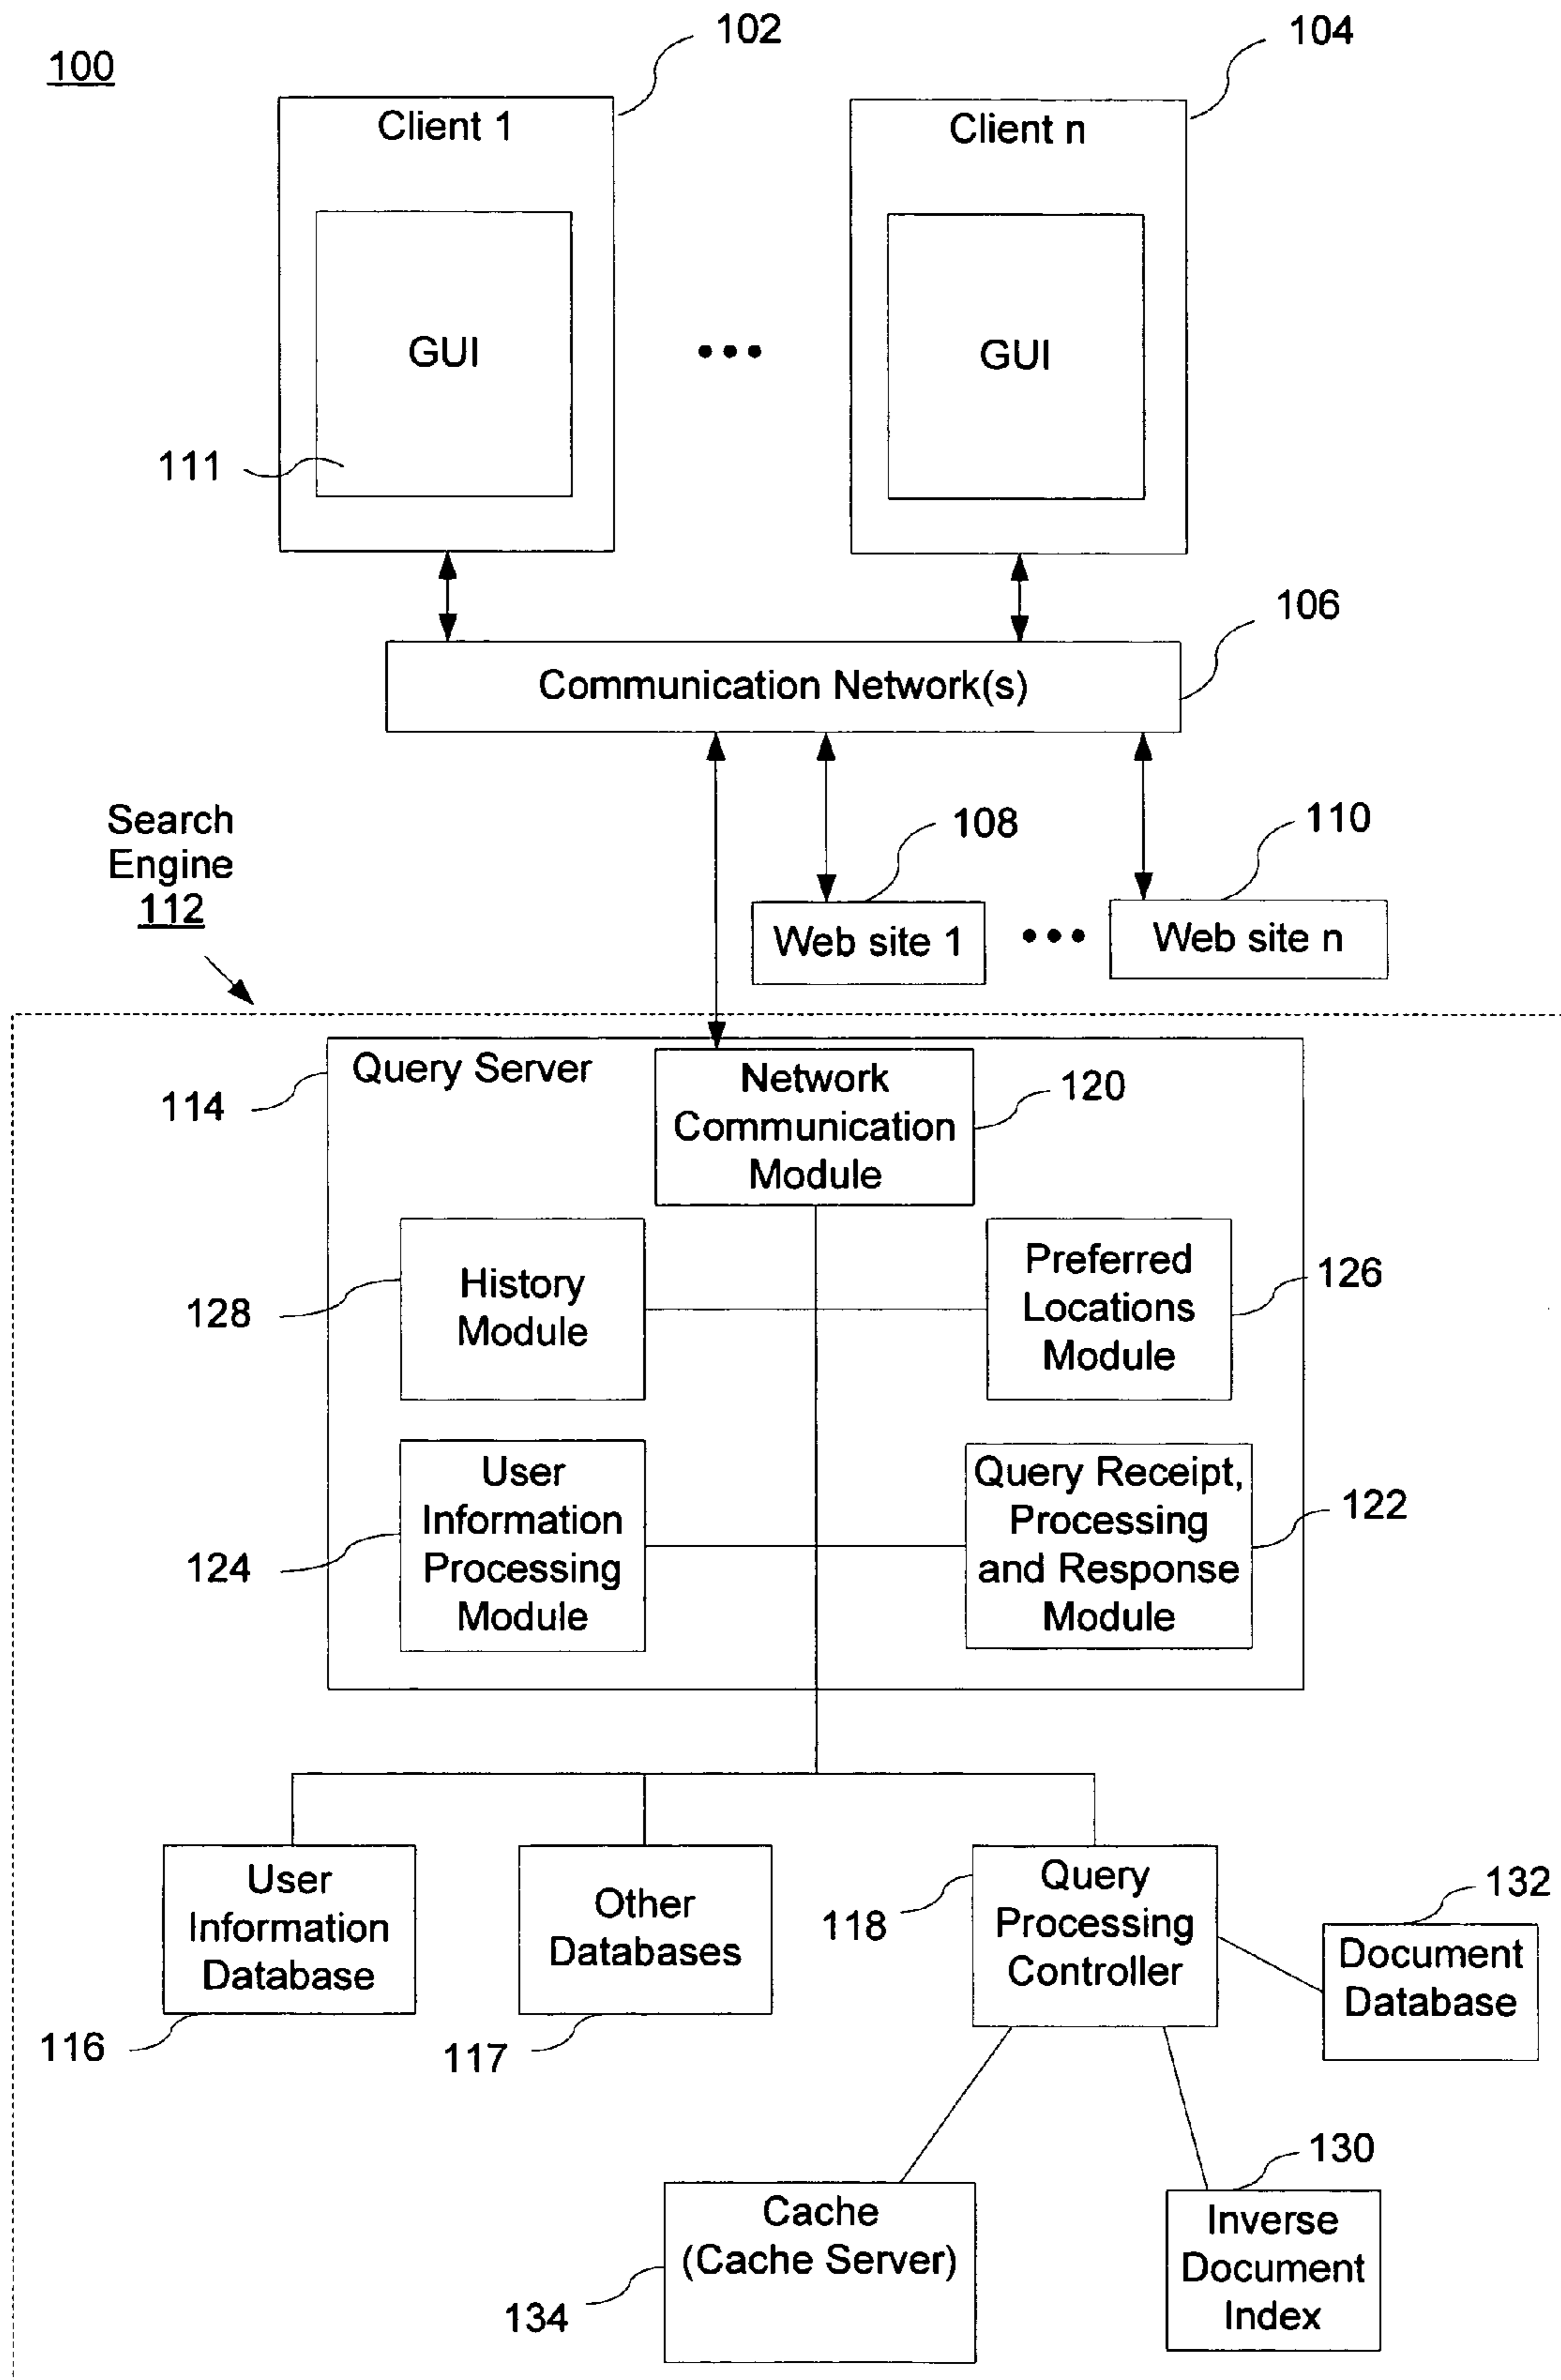 100
102
104
Client 1
Client n
GUI
GUI
111
106
Communication Network(s)
Search
Engine
112
108
110
Web site 1
Web site n
Query Server
114
Network
Communication
Module
120
History
Module
128
Preferred
Locations
Module
126
User
Information
Processing
Module
124
Query Receipt,
Processing
and Response
Module
122
User
Information
Database
116
Other
Databases
117
Query
Processing
Controller
118
132
Document
Database
Cache
(Cache Server)
134
130
Inverse
Document
Index